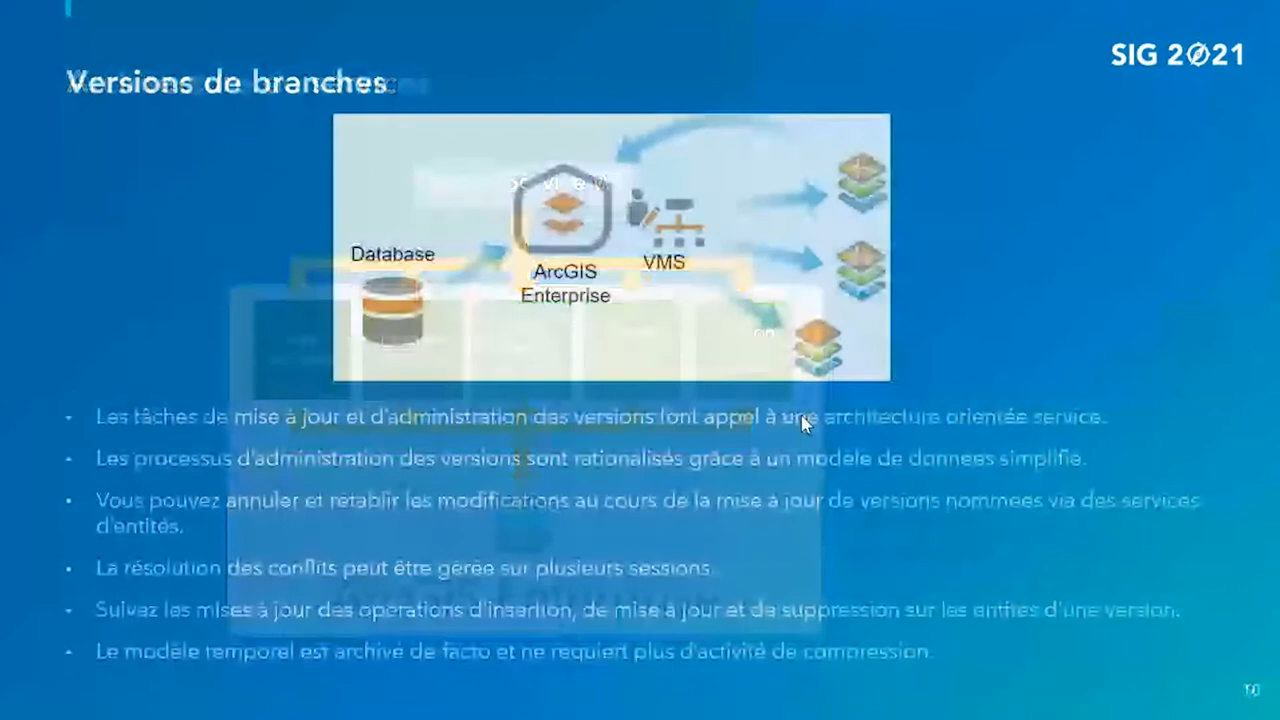 SIG 2021
Versions de branches
Database
ArcGIS
Enterprise
VMS
Les tâches de mise à jour et d'administration des versions font appel à une architecture orientée service.
Les processus d'administration des versions sont rationalisés grâce à un modèle de données simplifié.
Vous pouvez annuler et rétablir les modifications au cours de la mise à jour de versions nommées via des services
d'entités.
La résolution des conflits peut être gérée sur plusieurs sessions.
Suivez les mises à jour des opérations d'insertion, de mise à jour et de suppression sur les entités d'une version.
Le modèle temporel est archivé de facto et ne requiert plus d'activité de compression.